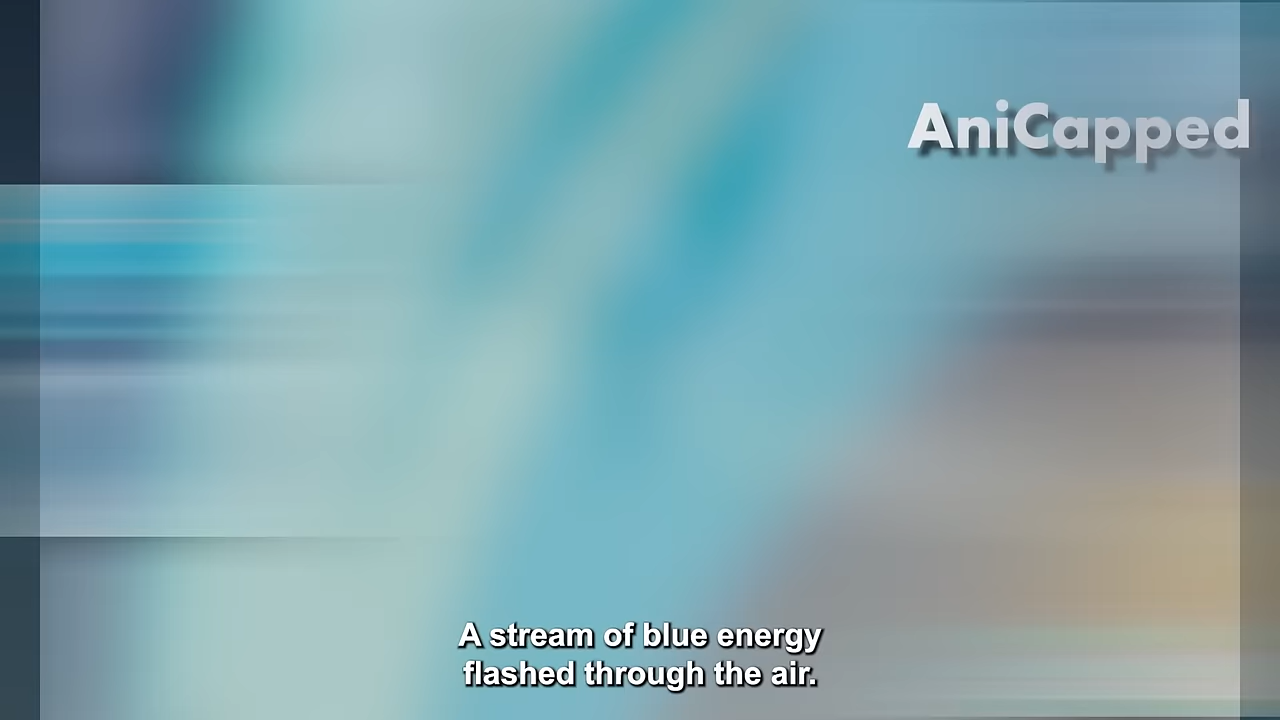 AniCapped
A stream of blue energy
flashed through the air.